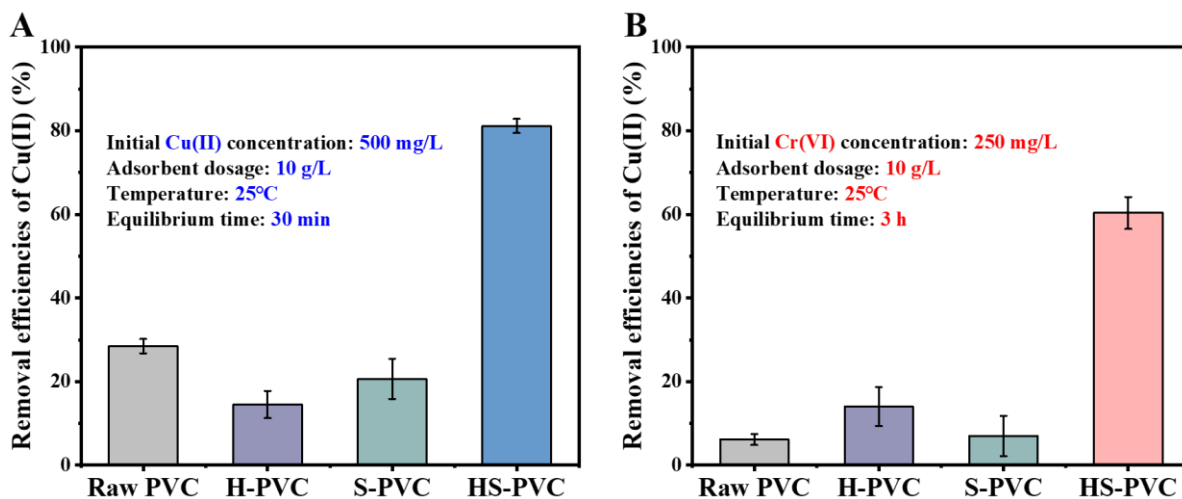 A
Removal efficiencies of Cu(II) (%)
100
80
60
40
20
0
Initial Cu(II) concentration: 500 mg/L
Adsorbent dosage: 10 g/L
Temperature: 25℃
Equilibrium time: 30 min
Raw PVC H-PVC S-PVC HS-PVC
B
Removal efficiencies of Cu(II) (%)
100
80
60
40
20
0
Initial Cr(VI) concentration: 250 mg/L
Adsorbent dosage: 10 g/L
Temperature: 25℃
Equilibrium time: 3 h
Raw PVC H-PVC S-PVC HS-PVC